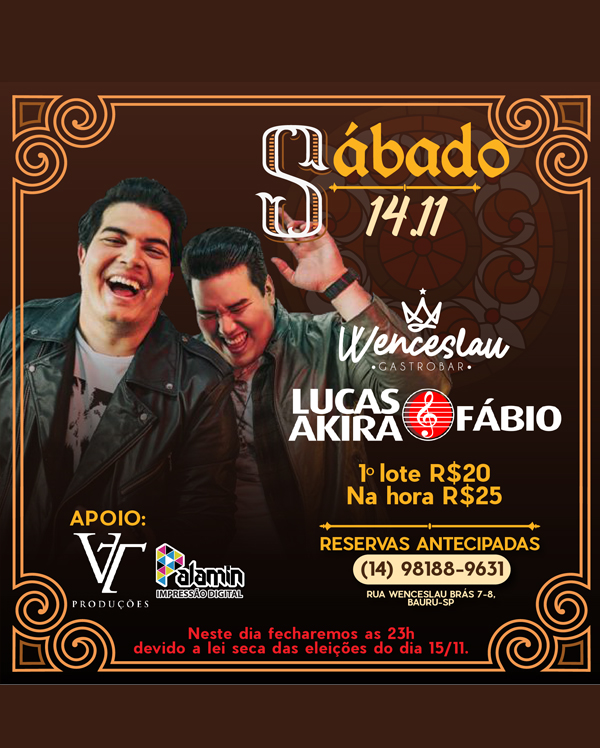 Sábado
14.11
Wenceslau
• GASTROBAR •
LUCAS AKIRA FÁBIO
1º lote R$20
Na hora R$25
RESERVAS ANTECIPADAS
(14) 98188-9631
RUA WENCESLAU BRÁS 7-8,
BAURU-SP
APOIO:
VT
PRODUÇÕES
Palamin
IMPRESSÃO DIGITAL
Neste dia fecharemos as 23h
devido a lei seca das eleições do dia 15/11.